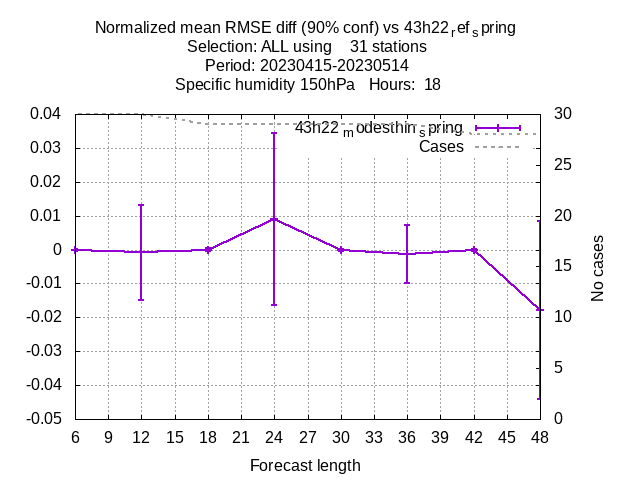 Normalized mean RMSE diff (90% conf) vs 43h22refspring
Selection: ALL using 31 stations
Period: 20230415-20230514
Specific humidity 150hPa Hours: 18
43h22modesthinspring
Cases
0.04
0.03
0.02
0.01
0
-0.01
-0.02
-0.03
-0.04
-0.05
30
25
20
15
10
5
0
No cases
6 9 12 15 18 21 24 27 30 33 36 39 42 45 48
Forecast length